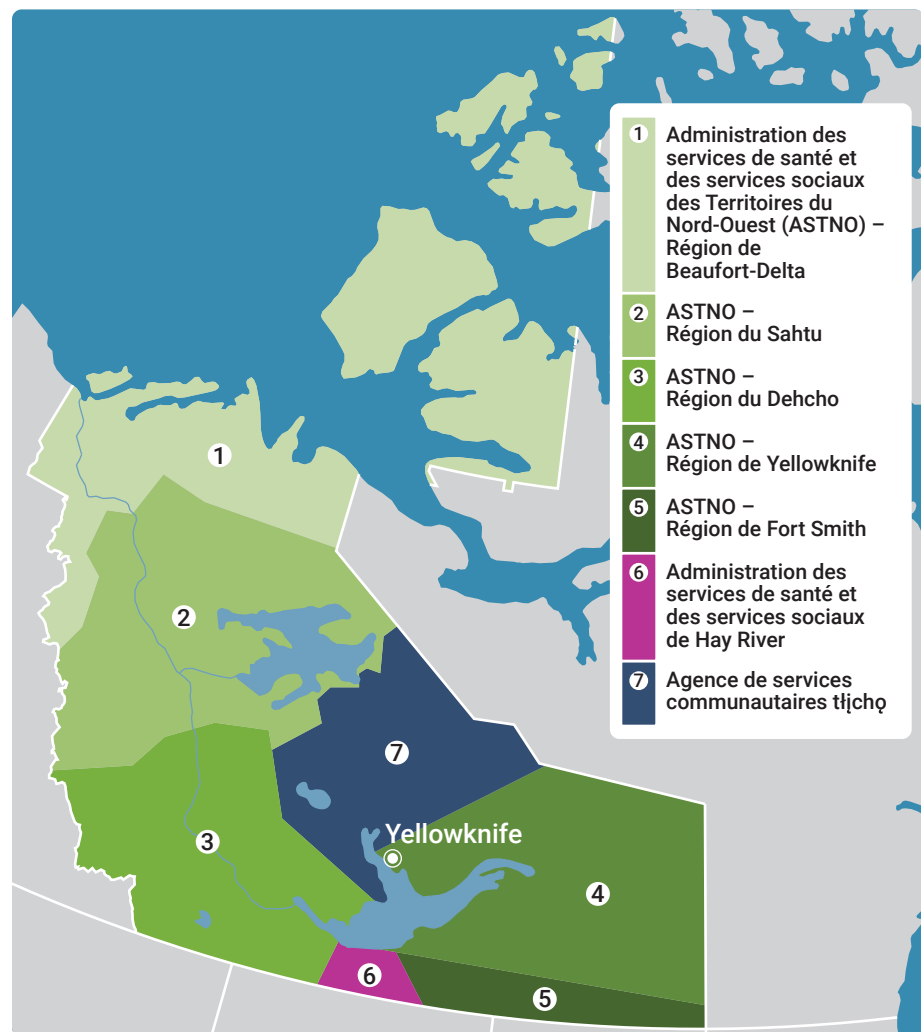 1 Administration des
services de santé et
des services sociaux
des Territoires du
Nord-Ouest (ASTNO) –
Région de
Beaufort-Delta
2 ASTNO –
Région du Sahtu
3 ASTNO –
Région du Dehcho
4 ASTNO –
Région de Yellowknife
5 ASTNO –
Région de Fort Smith
6 Administration des
services de santé et
des services sociaux
de Hay River
7 Agence de services
communautaires tłı̨chǫ
1
2
7
Yellowknife
3
4
6
5